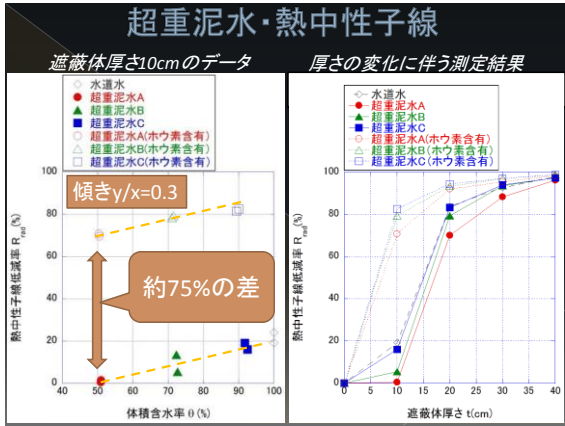 超重泥水・熱中性子線
遮蔽体厚さ10cmのデータ
厚さの変化に伴う測定結果
水道水
超重泥水A
超重泥水B
超重泥水C
超重泥水A(ホウ素含有)
超重泥水B(ホウ素含有)
超重泥水C(ホウ素含有)
傾きy/x=0.3
約75%の差
熱中性子線低減率 Rrad(%)
100
80
60
40
20
0
40
50
60
70
80
90
100
体積含水率 θ (%)
水道水
超重泥水A
超重泥水B
超重泥水C
超重泥水A(ホウ素含有)
超重泥水B(ホウ素含有)
超重泥水C(ホウ素含有)
熱中性子線低減率 Rrad(%)
100
80
60
40
20
0
0
10
20
30
40
遮蔽体厚さ t(cm)